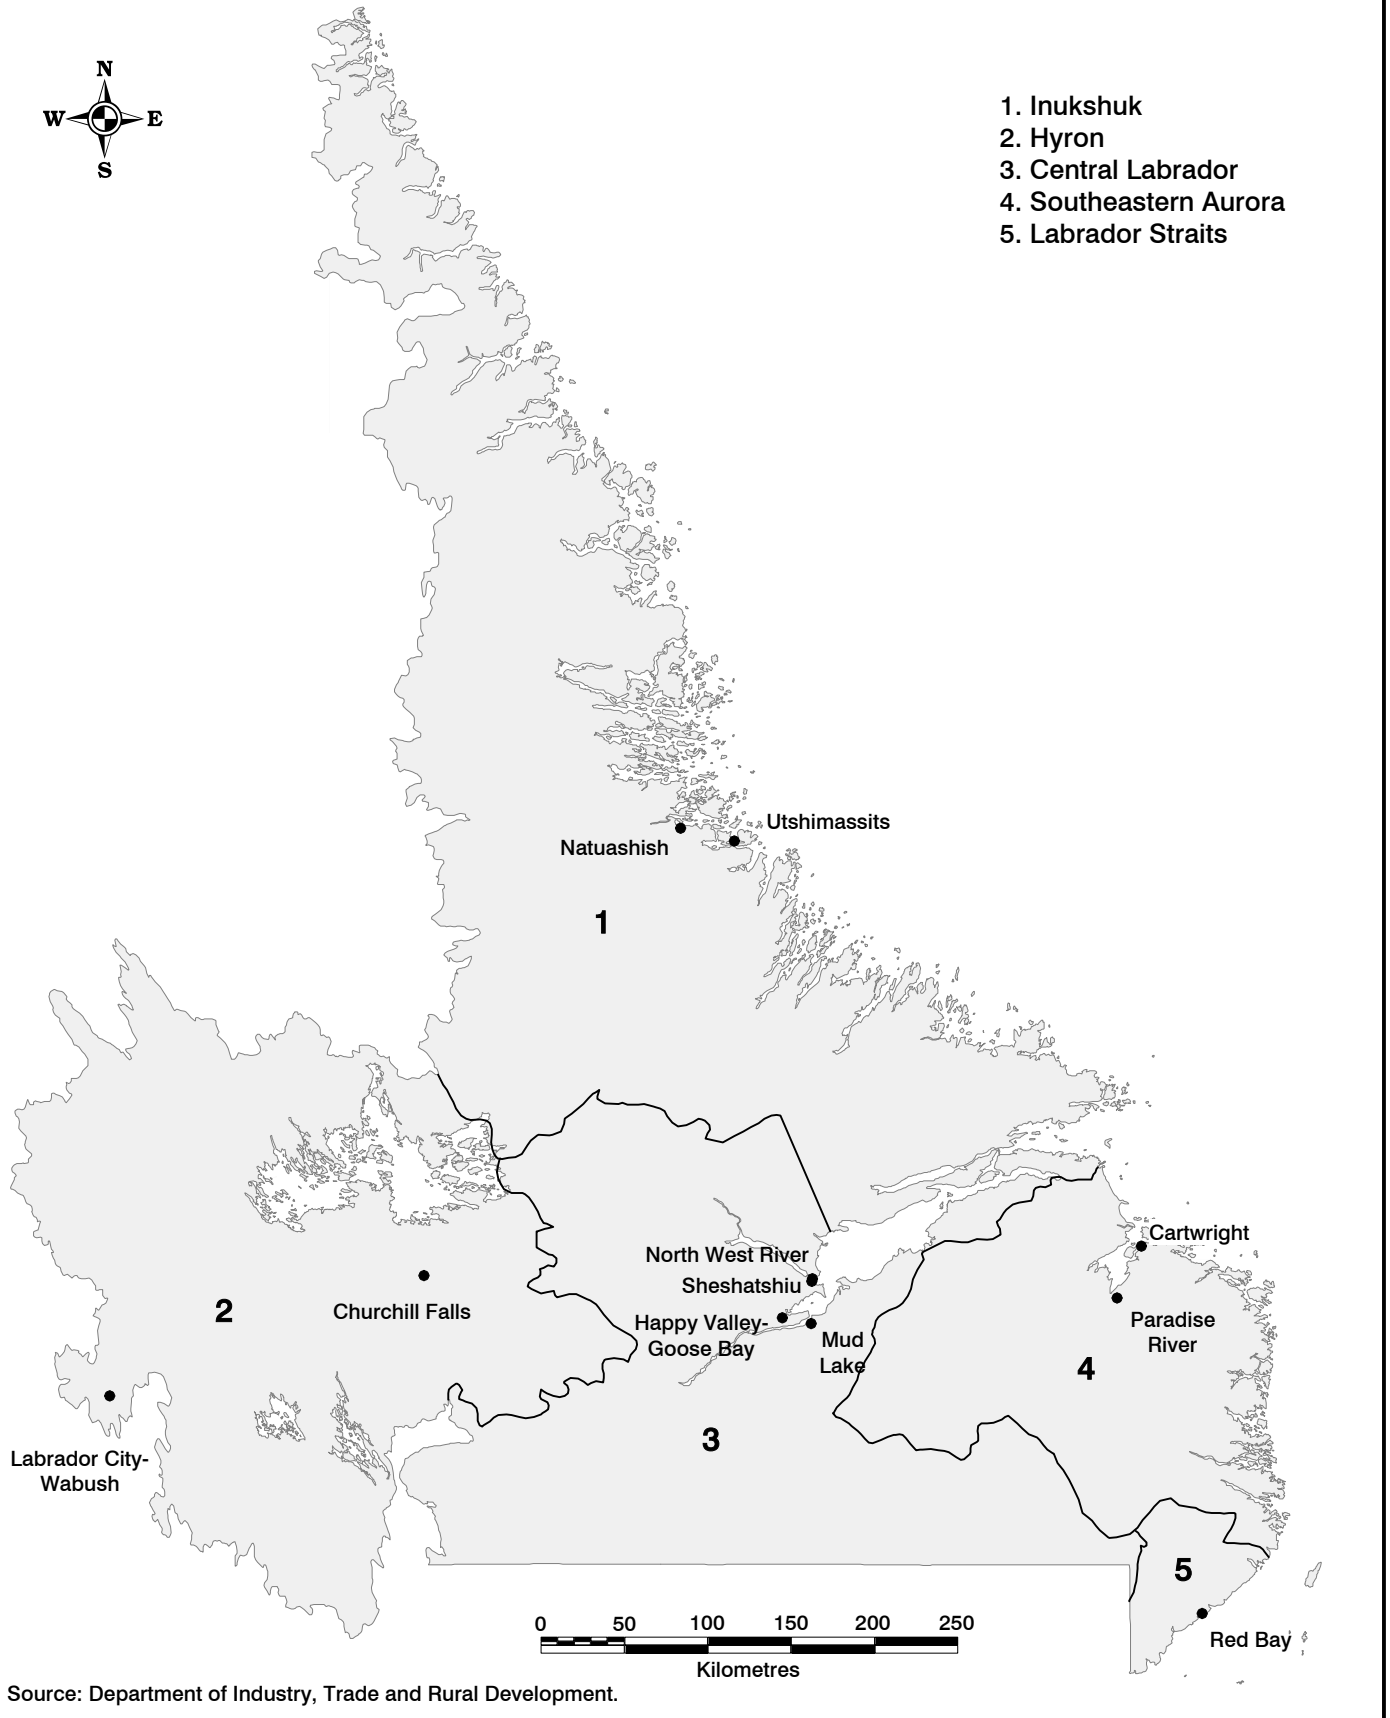 N
W E
S
1. Inukshuk
2. Hyron
3. Central Labrador
4. Southeastern Aurora
5. Labrador Straits
Utshimassits
Natuashish
1
Cartwright
North West River
Sheshatshiu
2
Churchill Falls
Happy Valley-
Goose Bay
Mud
Lake
Paradise
River
4
3
Labrador City-
Wabush
5
Red Bay
0 50 100 150 200 250
Kilometres
Source: Department of Industry, Trade and Rural Development.